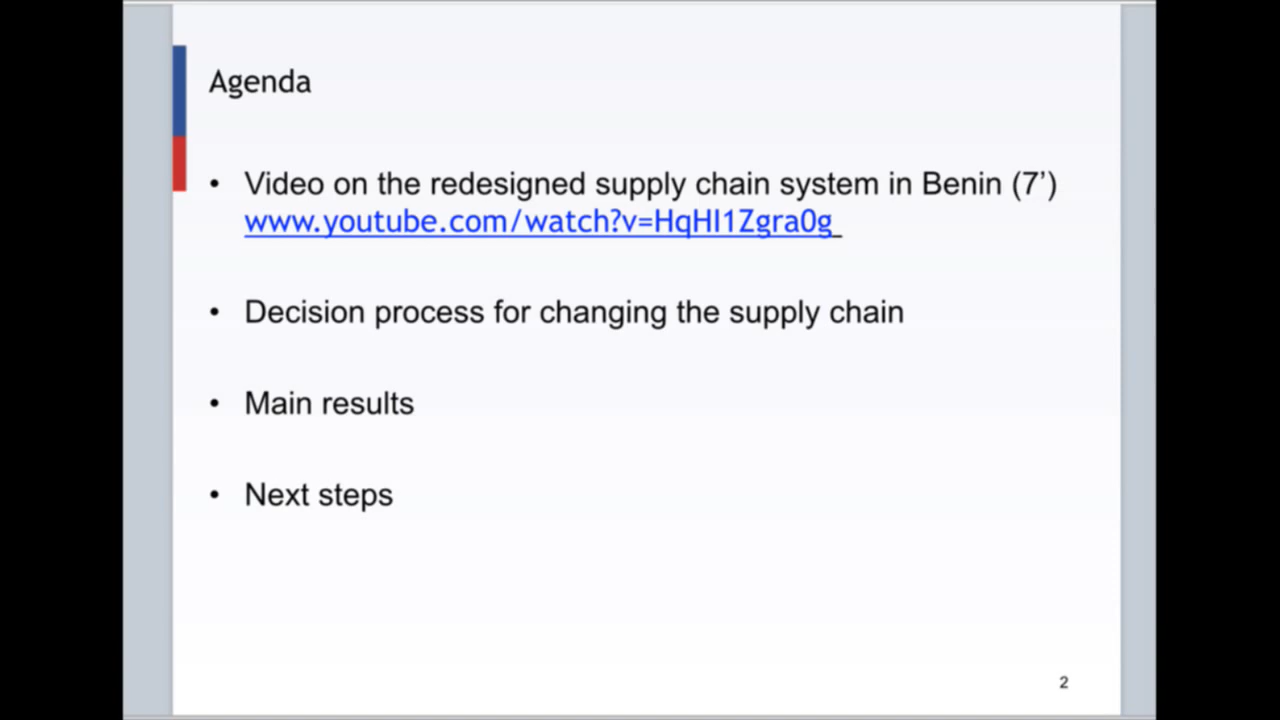 Agenda
• Video on the redesigned supply chain system in Benin (7’)
www.youtube.com/watch?v=HqHI1Zgra0g
• Decision process for changing the supply chain
• Main results
• Next steps
2